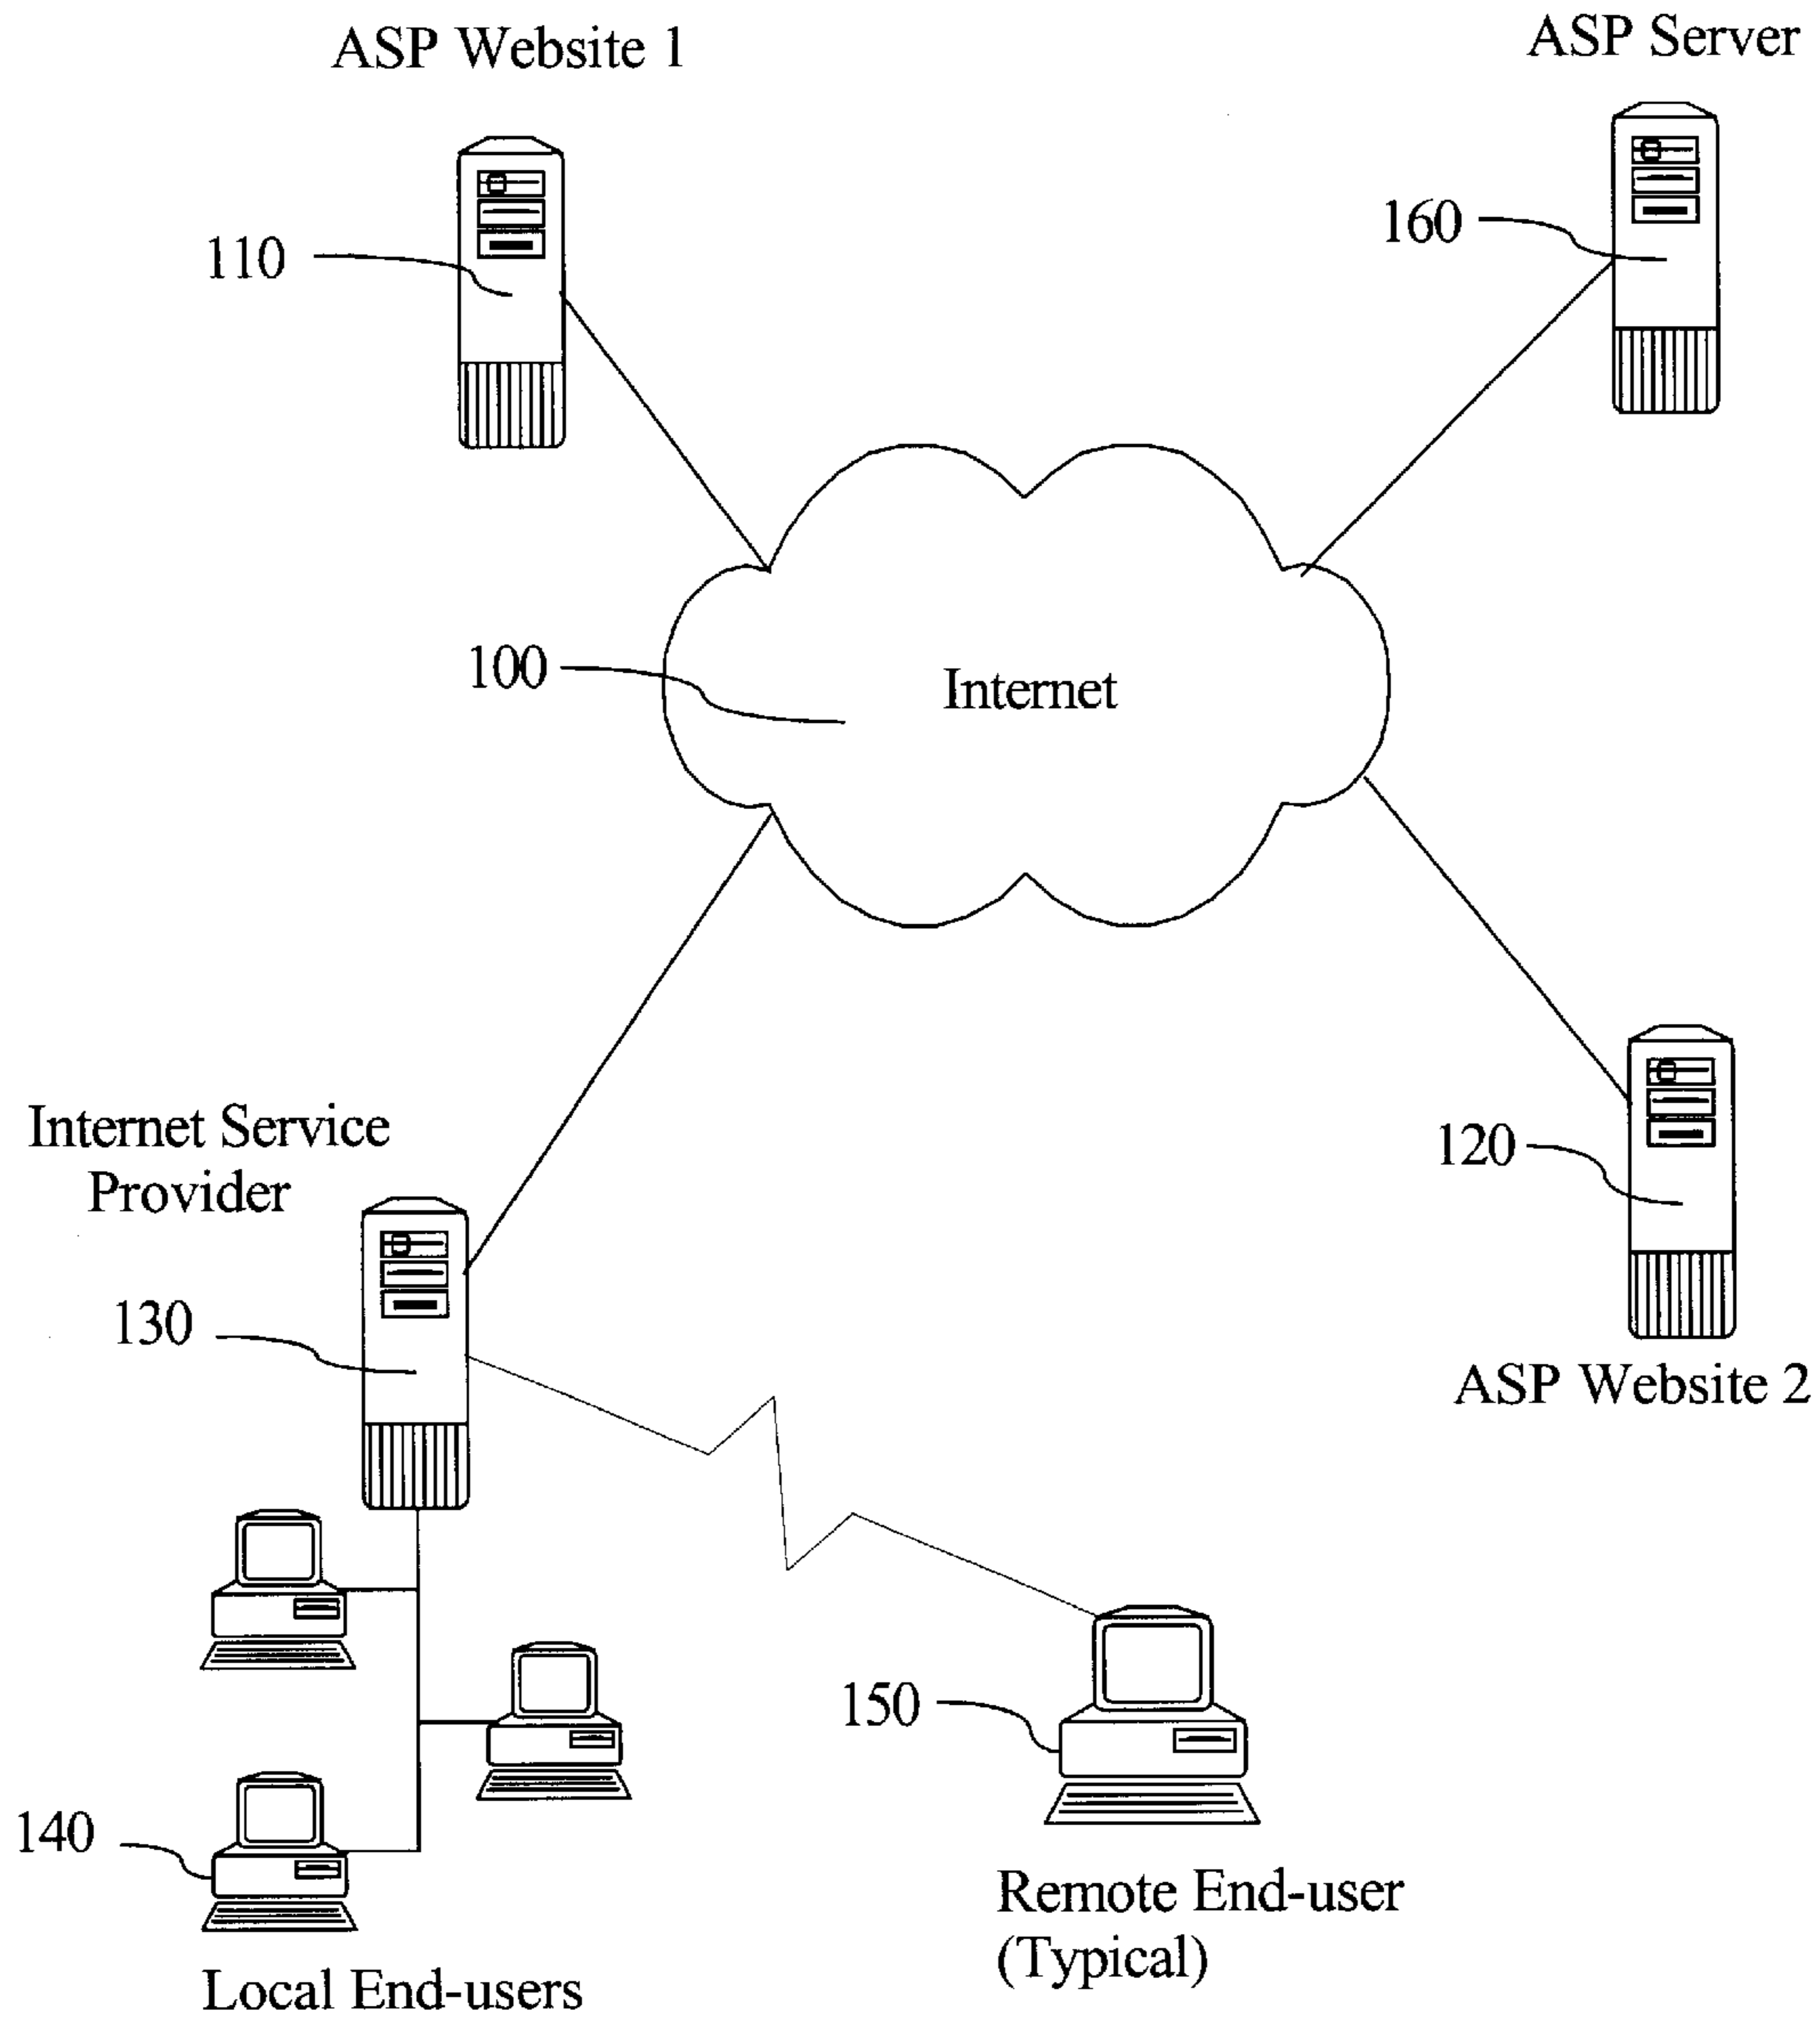 ASP Website 1
ASP Server
110
160
100
Internet
Internet Service
Provider
120
130
ASP Website 2
150
140
Remote End-user
(Typical)
Local End-users